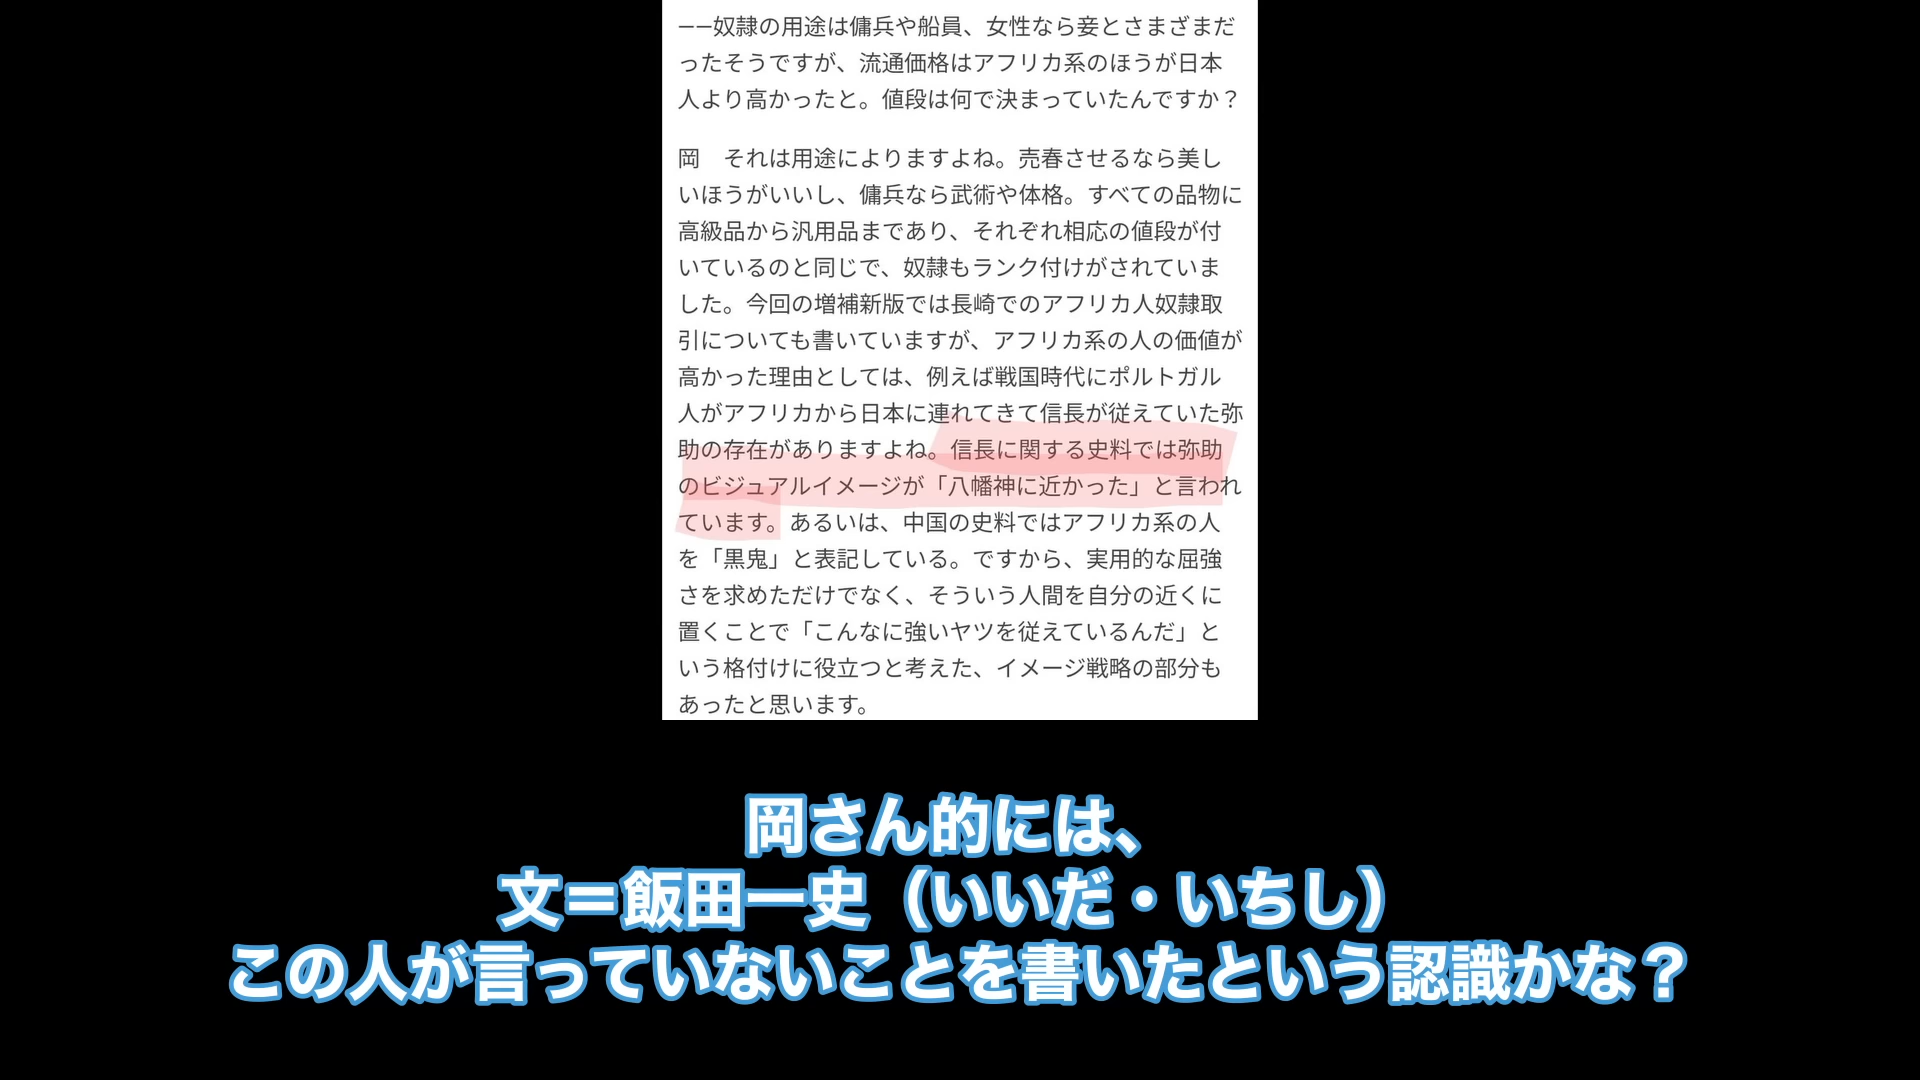 ――奴隷の用途は傭兵や船員、女性なら妾とさまざまだ
ったそうですが、流通価格はアフリカ系のほうが日本
人より高かったと。値段は何で決まっていたんですか？
岡　それは用途によりますよね。売春させるなら美し
いほうがいいし、傭兵なら武術や体格。すべての品物に
高級品から汎用品まであり、それぞれ相応の値段が付
いているのと同じで、奴隷もランク付けがされていま
した。今回の増補新版では長崎でのアフリカ人奴隷取
引についても書いていますが、アフリカ系の人の価値が
高かった理由としては、例えば戦国時代にポルトガル
人がアフリカから日本に連れてきて信長が従えていた弥
助の存在がありますよね。信長に関する史料では弥助
のビジュアルイメージが「八幡神に近かった」と言われ
ています。あるいは、中国の史料ではアフリカ系の人
を「黒鬼」と表記している。ですから、実用的な屈強
さを求めただけでなく、そういう人間を自分の近くに
置くことで「こんなに強いヤツを従えているんだ」と
いう格付けに役立つと考えた、イメージ戦略の部分も
あったと思います。
岡さん的には、
文＝飯田一史（いいだ・いちし）
この人が言っていないことを書いたという認識かな？